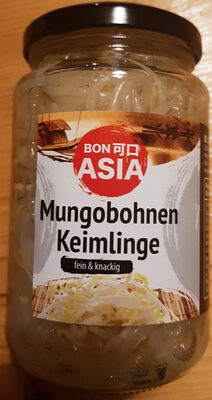 BON 可口
ASIA
Mungobohnen
Keimlinge
fein & knackig